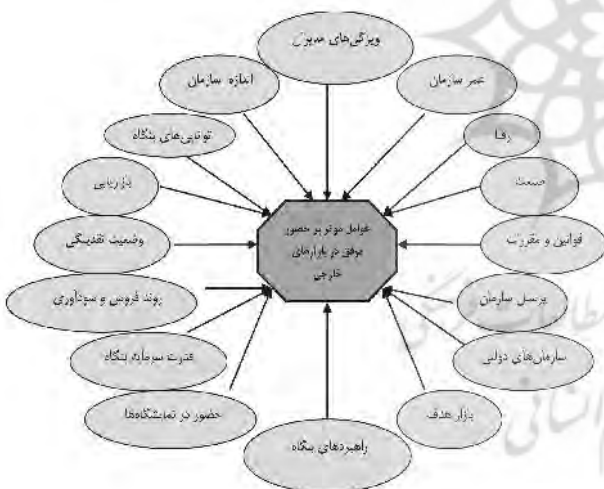 ویژگی‌های مدیران
اندازه سازمان
عمر سازمان
توانایی‌های بنگاه
رقبا
بازاریابی
صنعت
عوامل موثر بر حضور
موفق در بازارهای
خارجی
وضعیت نقدینگی
قوانین و مقررات
روند فروش و سودآوری
پرسنل سازمان
قدرت سرمایه بنگاه
سازمان‌های دولتی
حضور در نمایشگاه‌ها
بازار هدف
راهبردهای بنگاه